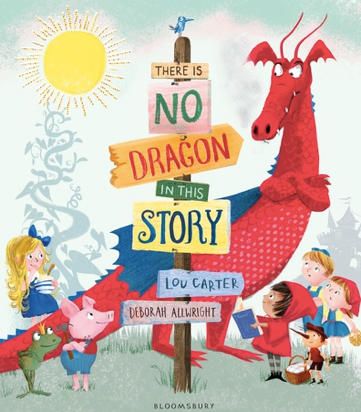 THERE IS
NO
DRAGON
IN THIS
STORY
LOU CARTER
DEBORAH ALLWRIGHT
BLOOMSBURY